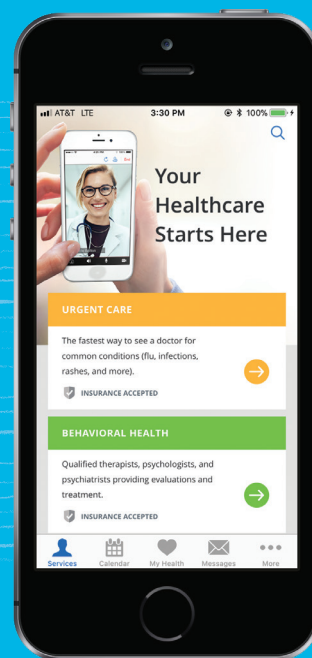 AT&T LTE 3:30 PM 100%
Your
Healthcare
Starts Here
URGENT CARE
The fastest way to see a doctor for
common conditions (flu, infections,
rashes, and more).
INSURANCE ACCEPTED
BEHAVIORAL HEALTH
Qualified therapists, psychologists, and
psychiatrists providing evaluations and
treatment.
INSURANCE ACCEPTED
Services Calendar My Health Messages More